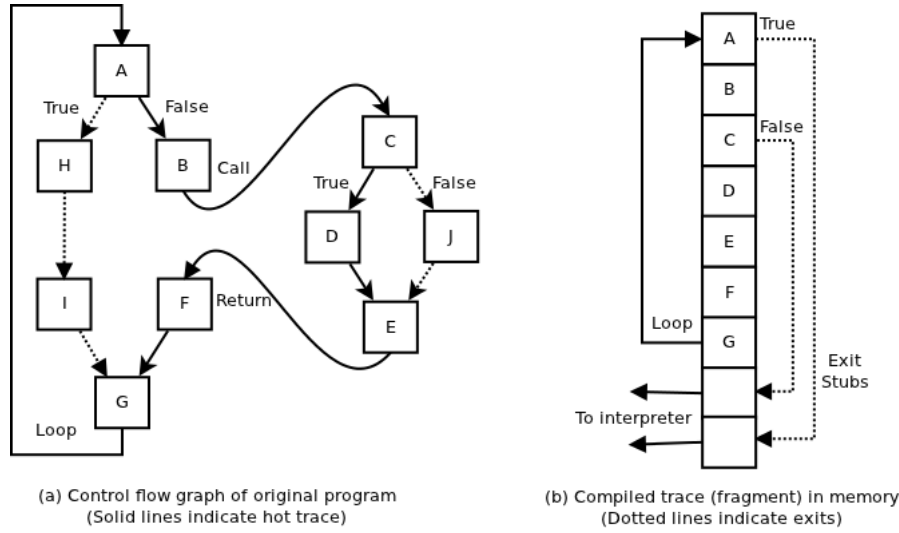 A
True
False
H
B
Call
C
True
False
D
J
I
F
Return
E
G
Loop
(a) Control flow graph of original program
(Solid lines indicate hot trace)
True
A
B
False
C
D
E
F
Loop
G
Exit
Stubs
To interpreter
(b) Compiled trace (fragment) in memory
(Dotted lines indicate exits)